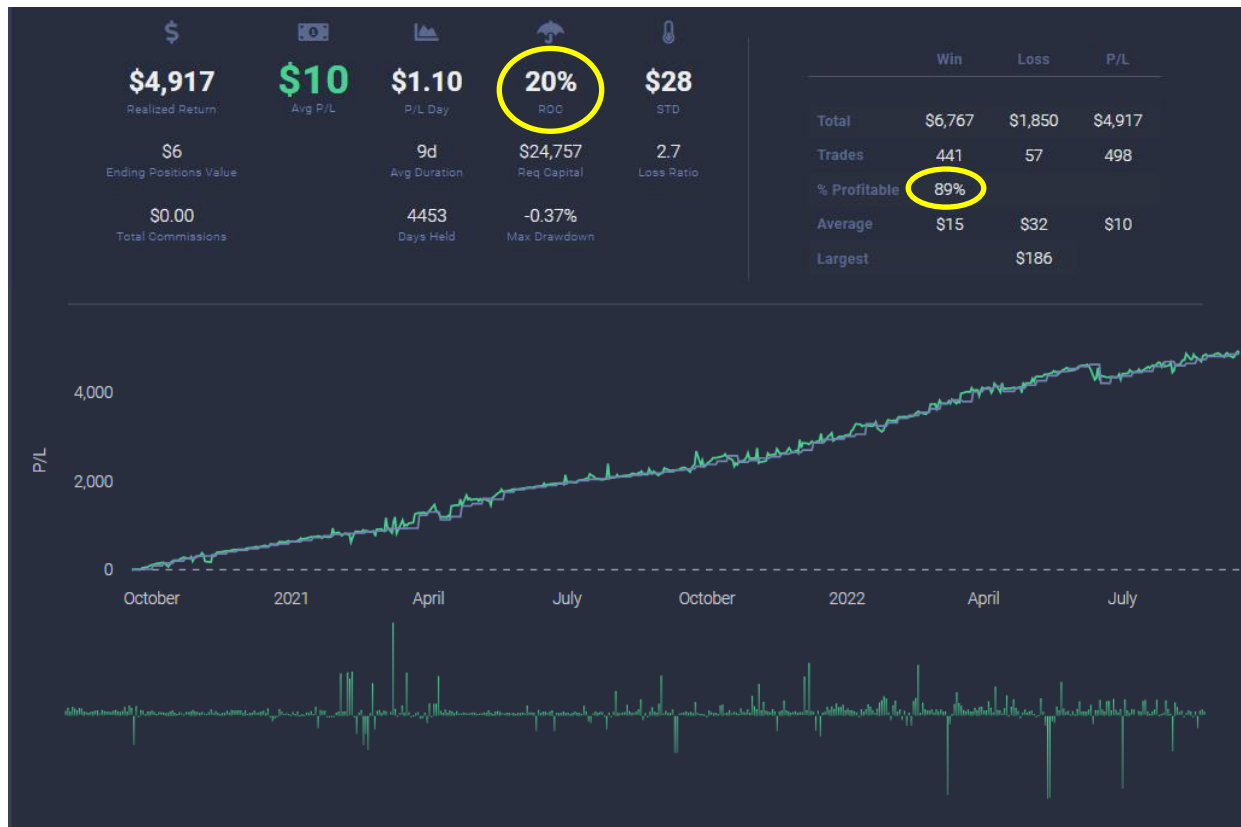 $4,917 $10 $1.10 20% $28
Realized Return Avg P/L P/L Day ROC STD
$6 9d $24,757 2.7
Ending Positions Value Avg Duration Req Capital Loss Ratio
$0.00 4453 -0.37%
Total Commissions Days Held Max Drawdown
Win Loss P/L
Total $6,767 $1,850 $4,917
Trades 441 57 498
% Profitable 89%
Average $15 $32 $10
Largest $186
4,000
P/L
2,000
0
October 2021 April July October 2022 April July